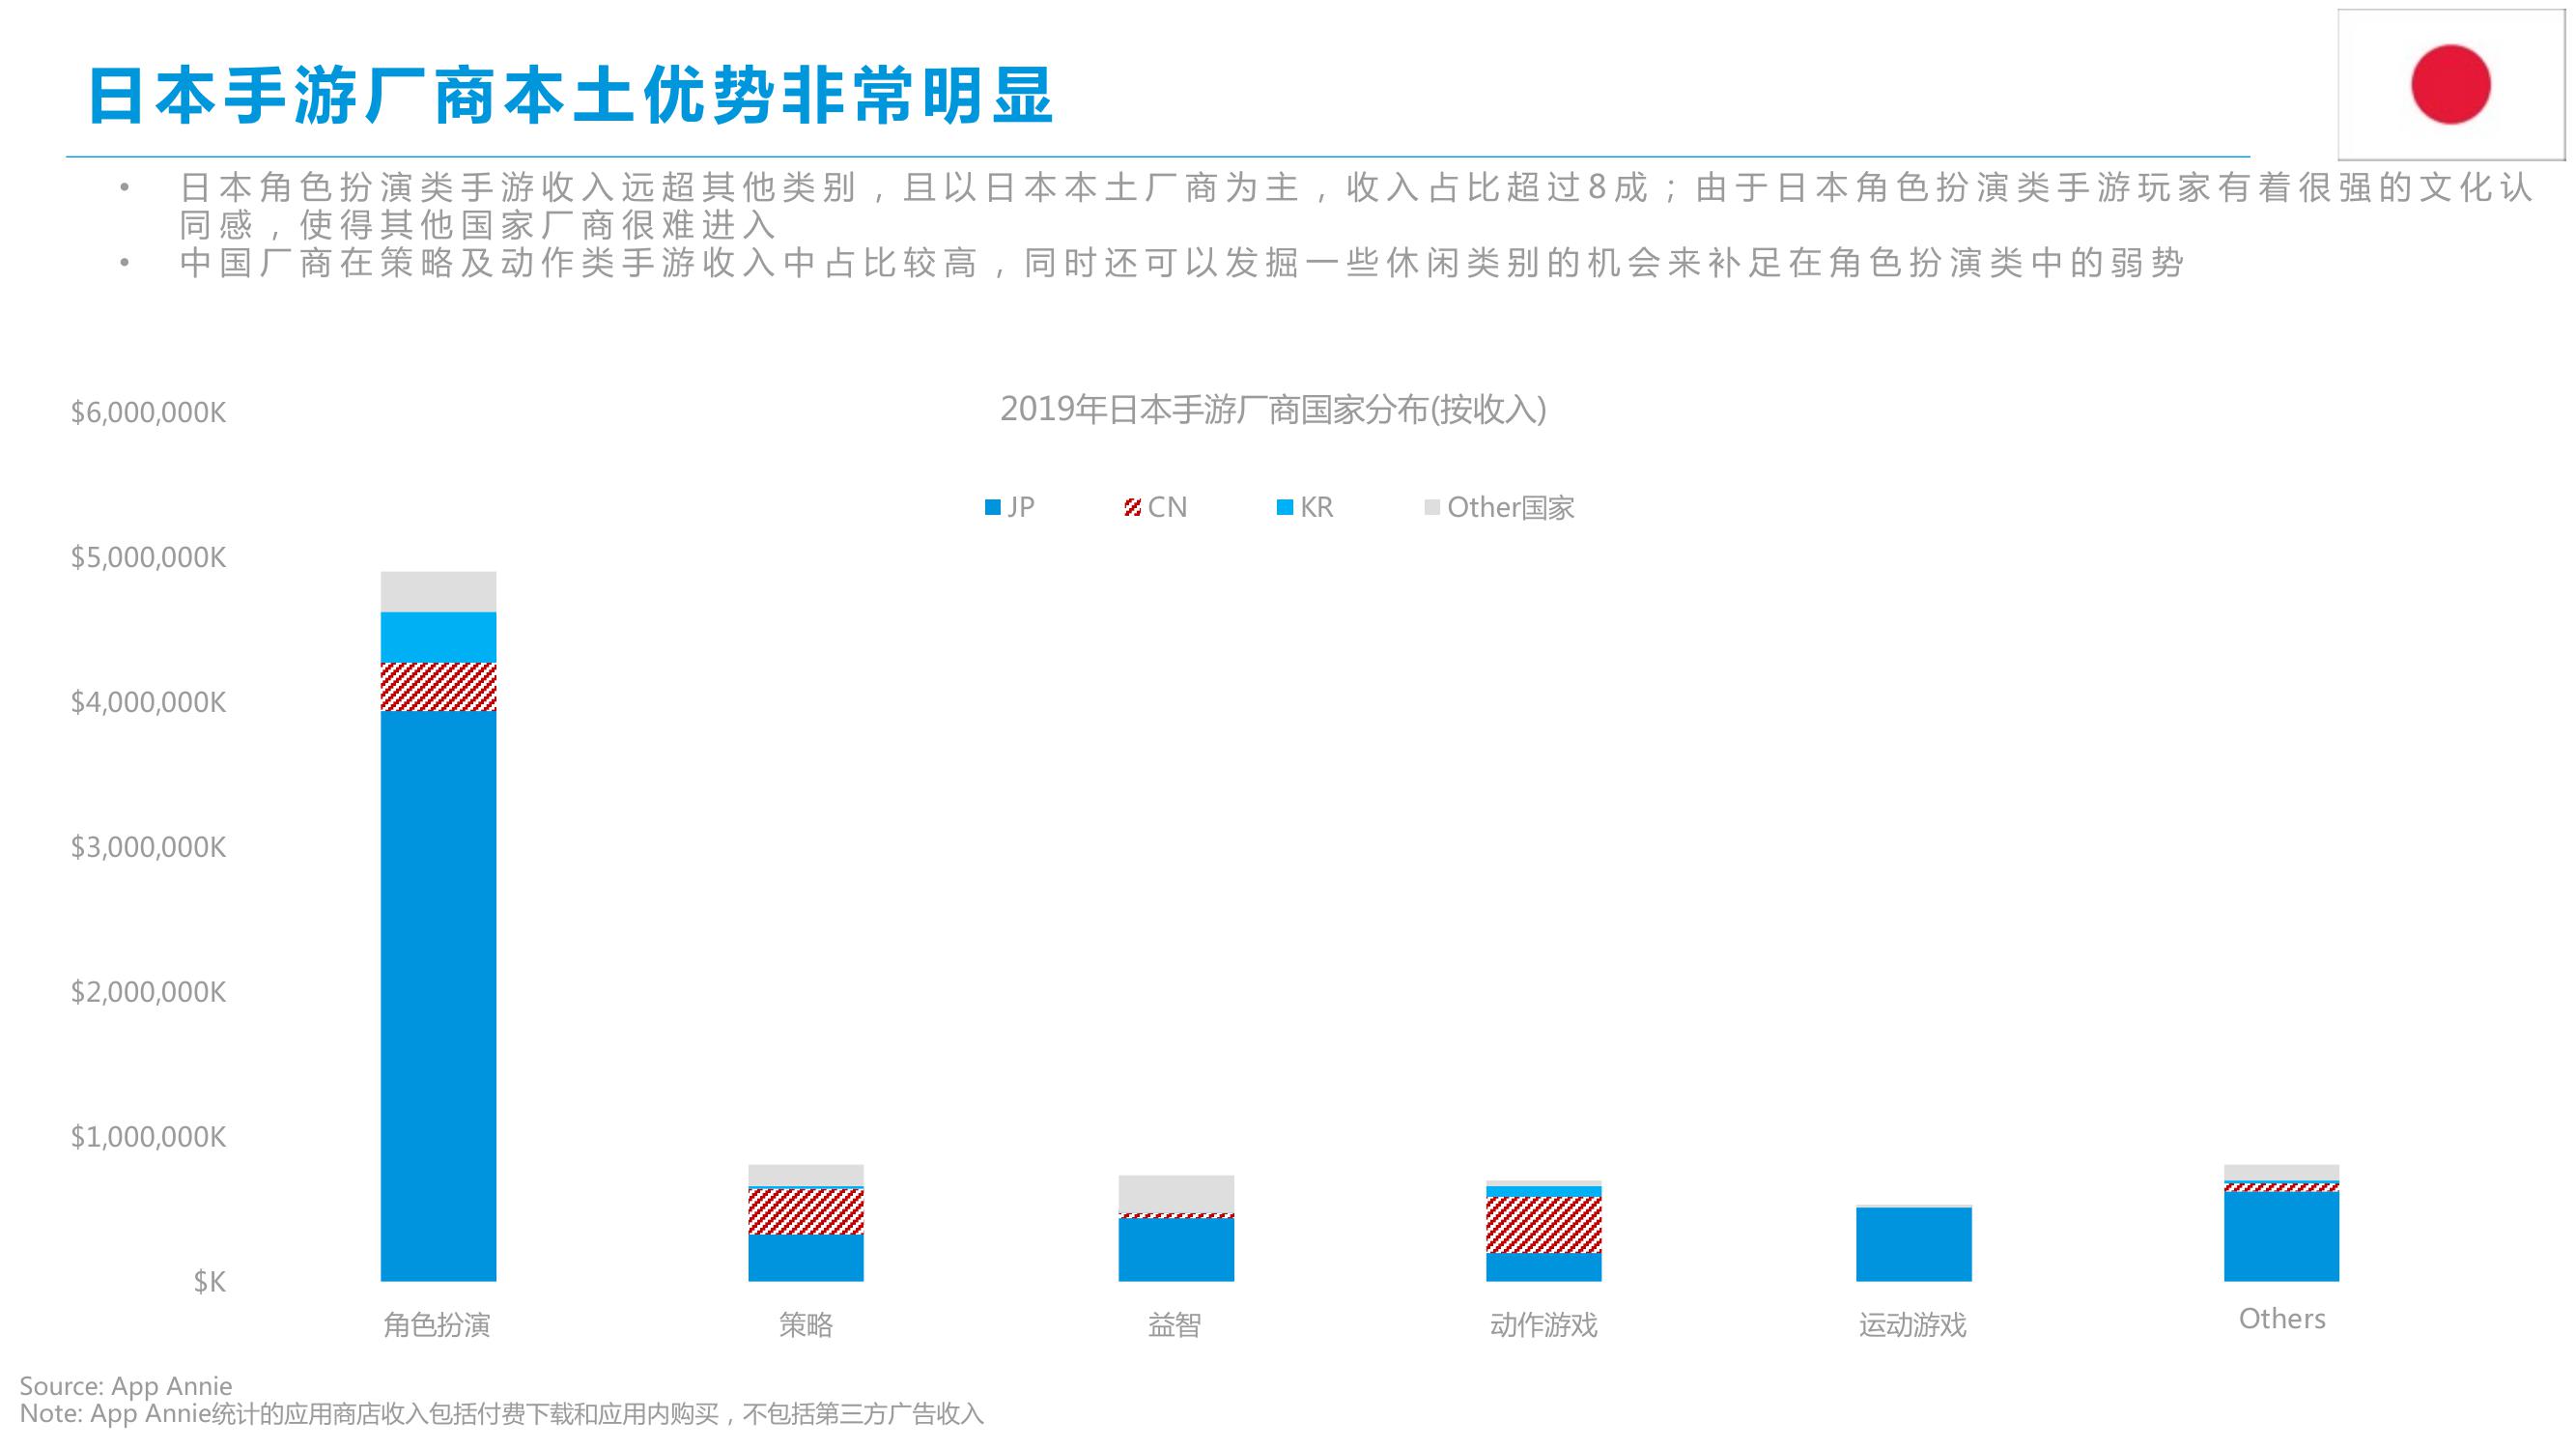 日本手游厂商本土优势非常明显
• 日本角色扮演类手游收入远超其他类别，且以日本本土厂商为主，收入占比超过8成；由于日本角色扮演类手游玩家有着很强的文化认
同感，使得其他国家厂商很难进入
• 中国厂商在策略及动作类手游收入中占比较高，同时还可以发掘一些休闲类别的机会来补足在角色扮演类中的弱势
2019年日本手游厂商国家分布(按收入)
JP CN KR Other国家
$6,000,000K
$5,000,000K
$4,000,000K
$3,000,000K
$2,000,000K
$1,000,000K
$K
角色扮演 策略 益智 动作游戏 运动游戏 Others
Source: App Annie
Note: App Annie统计的应用商店收入包括付费下载和应用内购买，不包括第三方广告收入